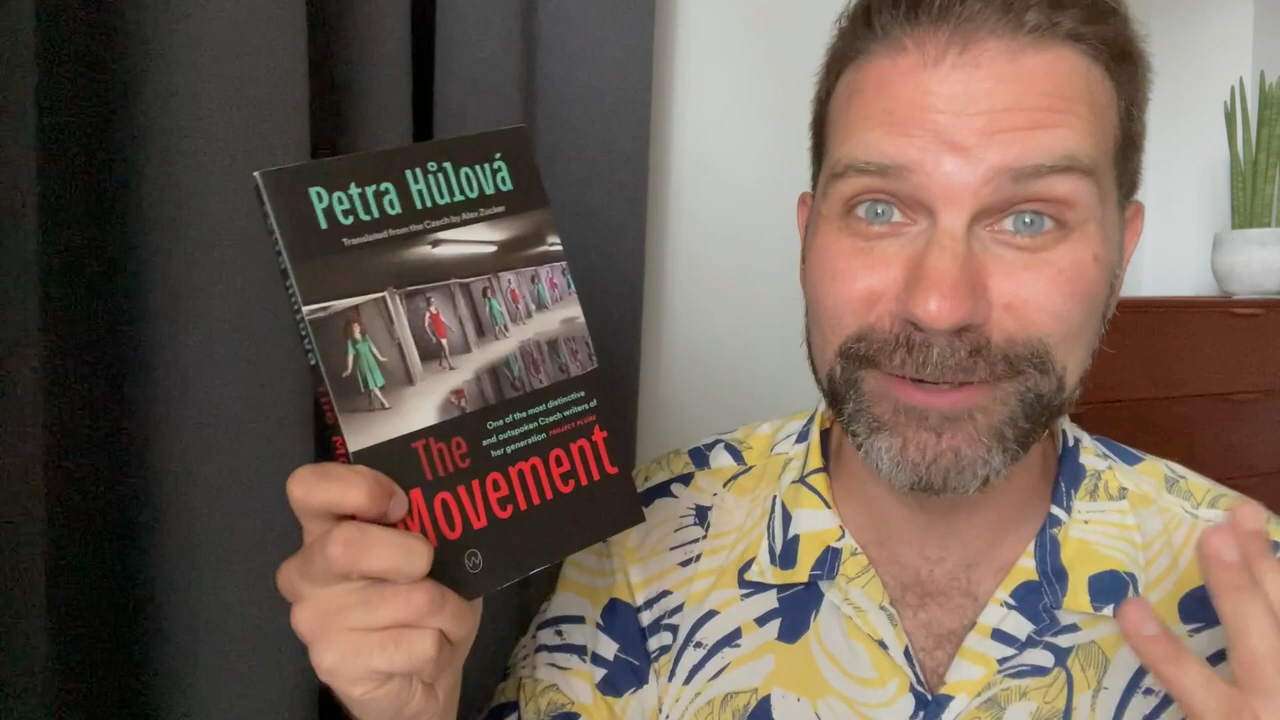 Petra Hůlová
Translated from the Czech by Alex Zucker
One of the most distinctive
and outspoken Czech writers of
her generation PROJECT PLUME
The
Movement